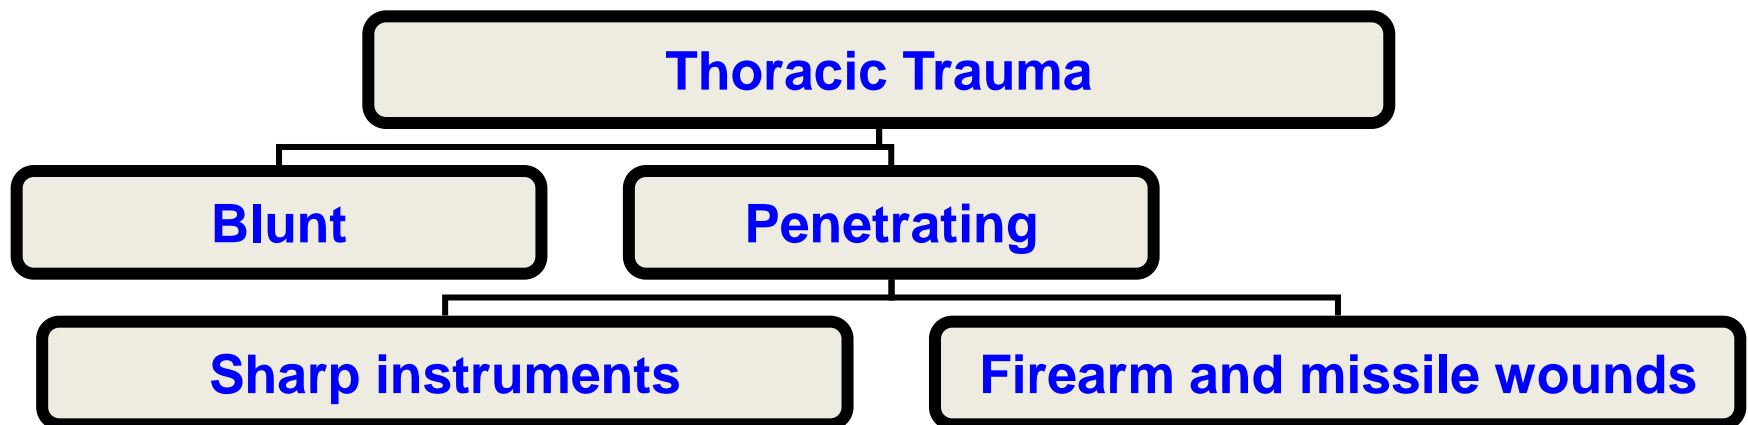 Thoracic Trauma
Blunt
Penetrating
Sharp instruments
Firearm and missile wounds